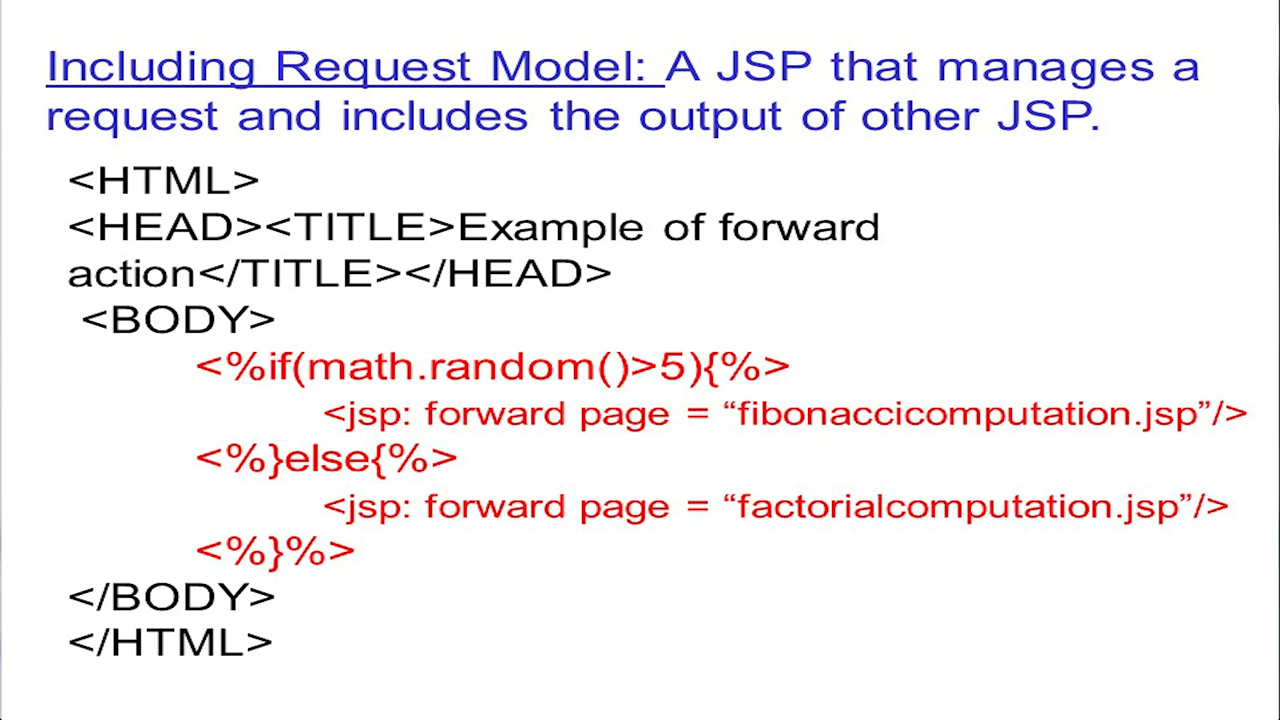 Including Request Model: A JSP that manages a
request and includes the output of other JSP.
<HTML>
<HEAD><TITLE>Example of forward
action</TITLE></HEAD>
<BODY>
<%if(math.random()>5){%>
<jsp: forward page = “fibonaccicomputation.jsp”/>
<%}else{%>
<jsp: forward page = “factorialcomputation.jsp”/>
<%}%>
</BODY>
</HTML>